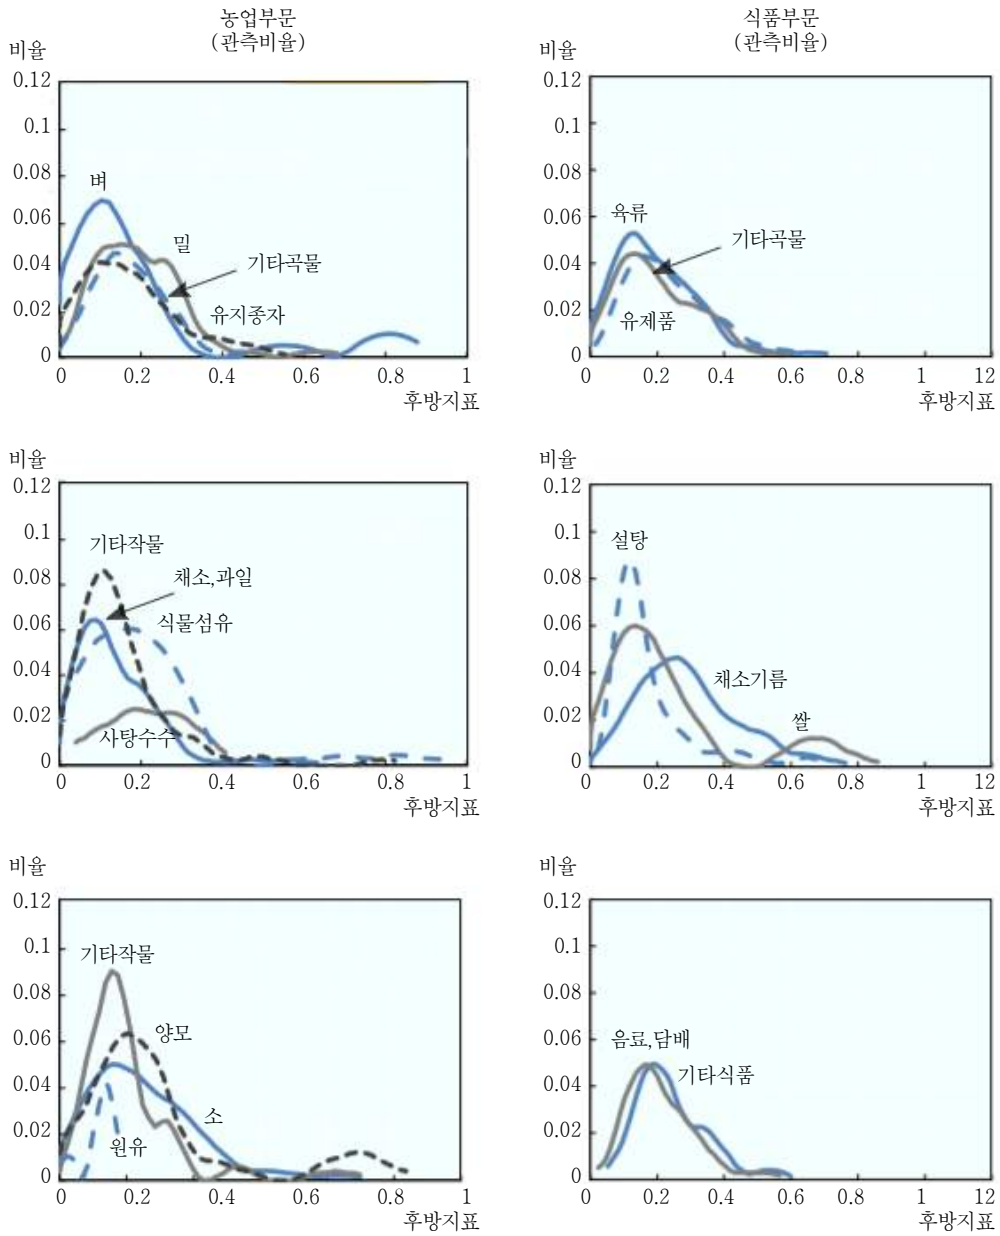 농업부문
(관측비율)
비율
0.12
0.1
0.08
0.06
0.04
0.02
0
벼
밀
기타곡물
유지종자
0
0.2
0.4
0.6
0.8
1
후방지표
식품부문
(관측비율)
비율
0.12
0.1
0.08
0.06
0.04
0.02
0
육류
기타곡물
유제품
0
0.2
0.4
0.6
0.8
1
12
후방지표
비율
0.12
0.1
0.08
0.06
0.04
0.02
0
기타작물
채소,과일
식물섬유
사탕수수
0
0.2
0.4
0.6
0.8
1
후방지표
비율
0.12
0.1
0.08
0.06
0.04
0.02
0
설탕
채소기름
쌀
0
0.2
0.4
0.6
0.8
1
12
후방지표
비율
0.12
0.1
0.08
0.06
0.04
0.02
0
기타작물
양모
소
원유
0
0.2
0.4
0.6
0.8
1
후방지표
비율
0.12
0.1
0.08
0.06
0.04
0.02
0
음료,담배
기타식품
0
0.2
0.4
0.6
0.8
1
12
후방지표